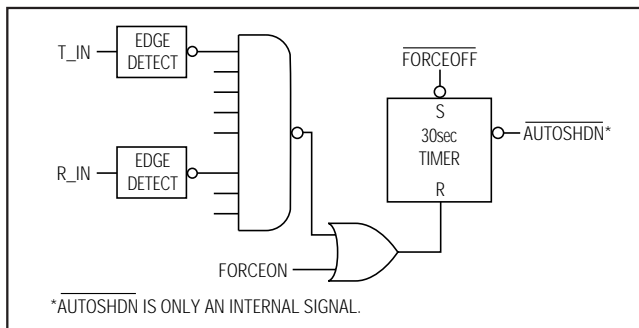 T_IN
EDGE
DETECT
FORCEOFF
S
30sec
TIMER
R
AUTOSHDN*
R_IN
EDGE
DETECT
FORCEON
*AUTOSHDN IS ONLY AN INTERNAL SIGNAL.